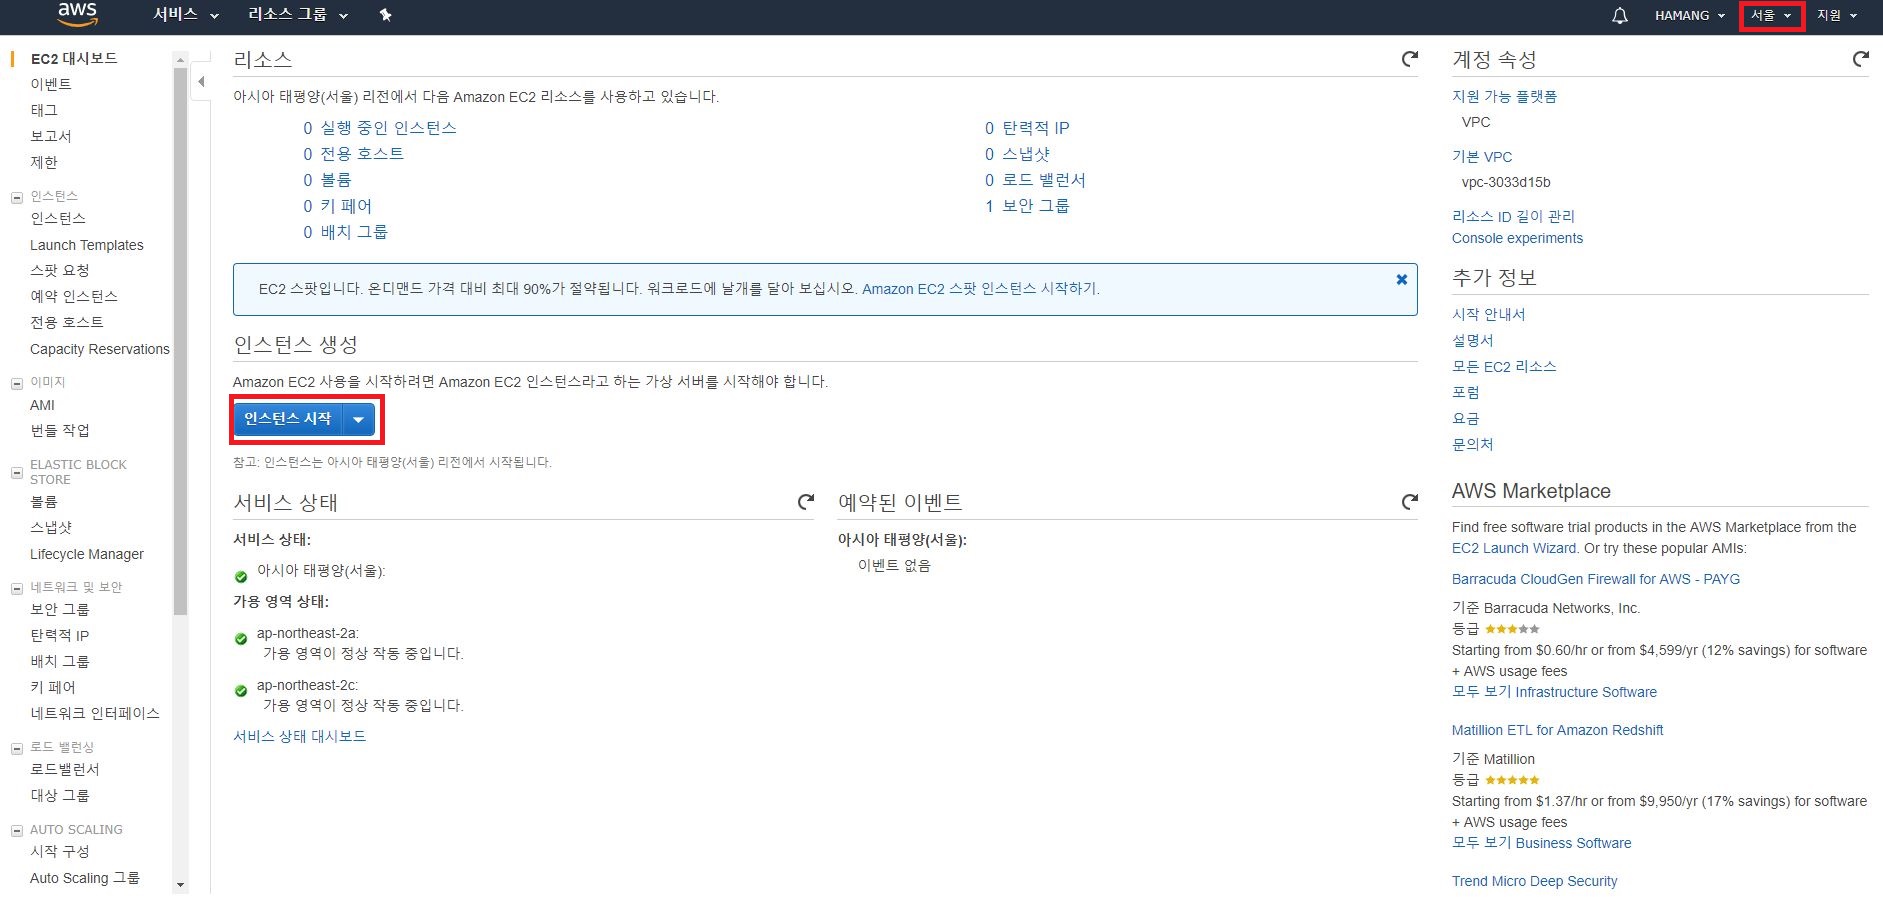 aws
서비스
리소스 그룹
HAMANG
서울
지원
EC2 대시보드
이벤트
태그
보고서
제한
인스턴스
인스턴스
Launch Templates
스팟 요청
예약 인스턴스
전용 호스트
Capacity Reservations
이미지
AMI
번들 작업
ELASTIC BLOCK
STORE
볼륨
스냅샷
Lifecycle Manager
네트워크 및 보안
보안 그룹
탄력적 IP
배치 그룹
키 페어
네트워크 인터페이스
로드 밸런싱
로드밸런서
대상 그룹
AUTO SCALING
시작 구성
Auto Scaling 그룹
리소스
아시아 태평양(서울) 리전에서 다음 Amazon EC2 리소스를 사용하고 있습니다.
0 실행 중인 인스턴스
0 전용 호스트
0 볼륨
0 키 페어
0 배치 그룹
0 탄력적 IP
0 스냅샷
0 로드 밸런서
1 보안 그룹
EC2 스팟입니다. 온디맨드 가격 대비 최대 90%가 절약됩니다. 워크로드에 날개를 달아 보십시오. Amazon EC2 스팟 인스턴스 시작하기.
인스턴스 생성
Amazon EC2 사용을 시작하려면 Amazon EC2 인스턴스라고 하는 가상 서버를 시작해야 합니다.
인스턴스 시작
참고: 인스턴스는 아시아 태평양(서울) 리전에서 시작됩니다.
서비스 상태
서비스 상태:
아시아 태평양(서울):
가용 영역 상태:
ap-northeast-2a:
가용 영역이 정상 작동 중입니다.
ap-northeast-2c:
가용 영역이 정상 작동 중입니다.
서비스 상태 대시보드
예약된 이벤트
아시아 태평양(서울):
이벤트 없음
계정 속성
지원 가능 플랫폼
VPC
기본 VPC
vpc-3033d15b
리소스 ID 길이 관리
Console experiments
추가 정보
시작 안내서
설명서
모든 EC2 리소스
포럼
요금
문의처
AWS Marketplace
Find free software trial products in the AWS Marketplace from the
EC2 Launch Wizard. Or try these popular AMIs:
Barracuda CloudGen Firewall for AWS - PAYG
기준 Barracuda Networks, Inc.
등급
Starting from $0.60/hr or from $4,599/yr (12% savings) for software
+ AWS usage fees
모두 보기 Infrastructure Software
Matillion ETL for Amazon Redshift
기준 Matillion
등급
Starting from $1.37/hr or from $9,950/yr (17% savings) for software
+ AWS usage fees
모두 보기 Business Software
Trend Micro Deep Security